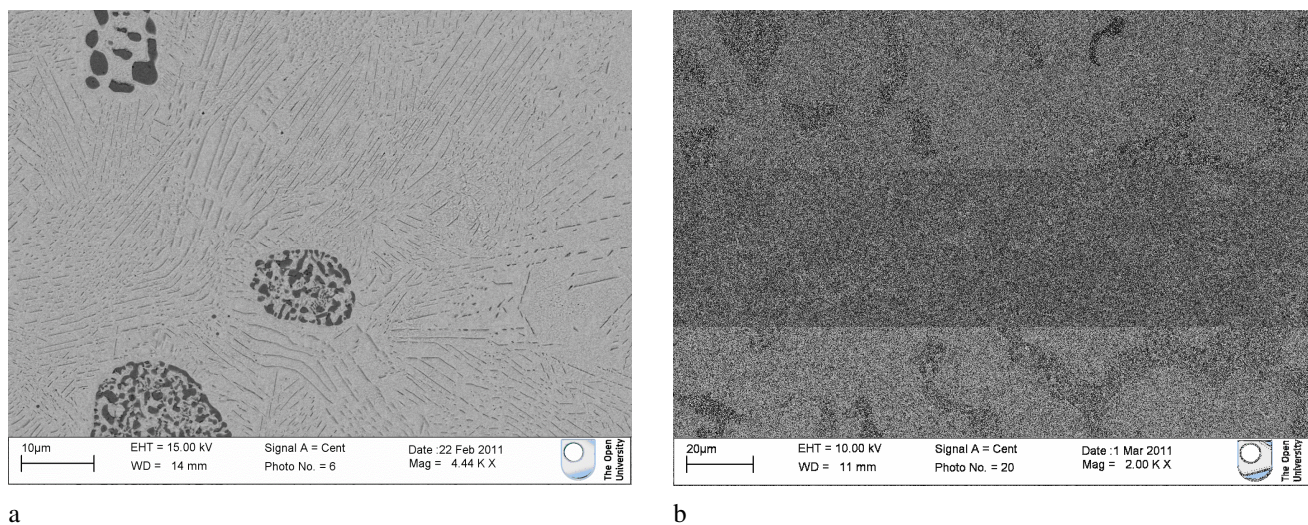 10µm
EHT = 15.00 kV
Signal A = Cent
Date :22 Feb 2011
WD = 14 mm
Photo No. = 6
Mag = 4.44 K X
The Open
University
20µm
EHT = 10.00 kV
Signal A = Cent
Date :1 Mar 2011
WD = 11 mm
Photo No. = 20
Mag = 2.00 K X
The Open
University
a
b